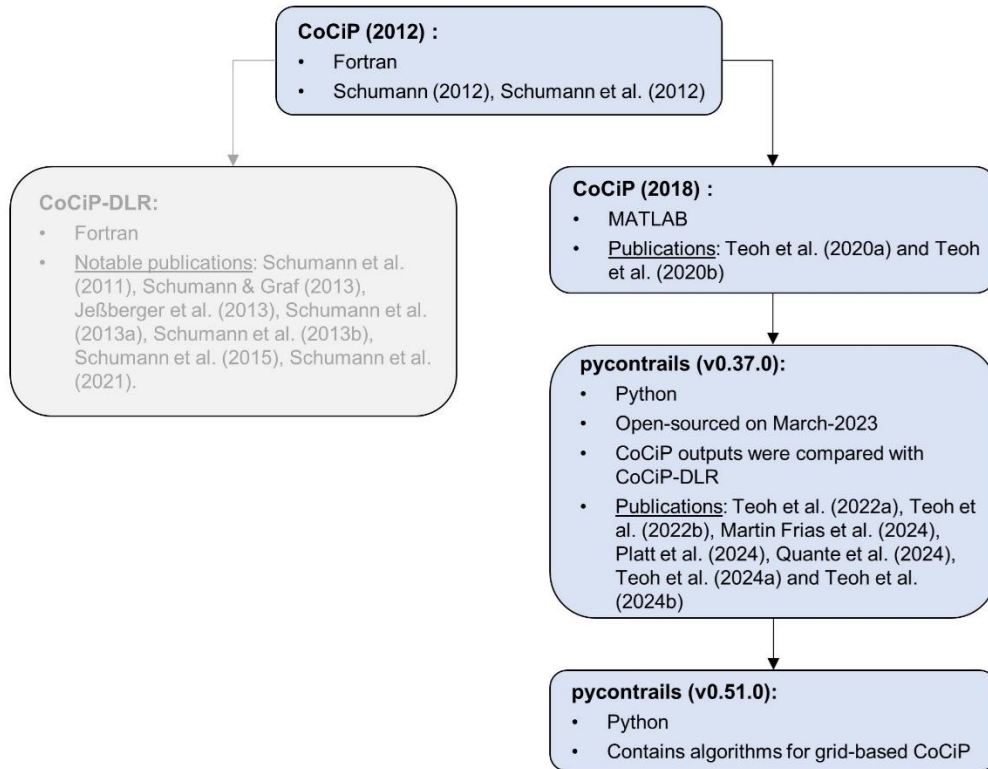 CoCiP (2012) :
• Fortran
• Schumann (2012), Schumann et al. (2012)
CoCiP-DLR:
• Fortran
• Notable publications: Schumann et al.
(2011), Schumann & Graf (2013),
Jeßberger et al. (2013), Schumann et al.
(2013a), Schumann et al. (2013b),
Schumann et al. (2015), Schumann et al.
(2021).
CoCiP (2018) :
• MATLAB
• Publications: Teoh et al. (2020a) and Teoh
et al. (2020b)
pycontrails (v0.37.0):
• Python
• Open-sourced on March-2023
• CoCiP outputs were compared with
CoCiP-DLR
• Publications: Teoh et al. (2022a), Teoh et
al. (2022b), Martin Frias et al. (2024),
Platt et al. (2024), Quante et al. (2024),
Teoh et al. (2024a) and Teoh et al.
(2024b)
pycontrails (v0.51.0):
• Python
• Contains algorithms for grid-based CoCiP